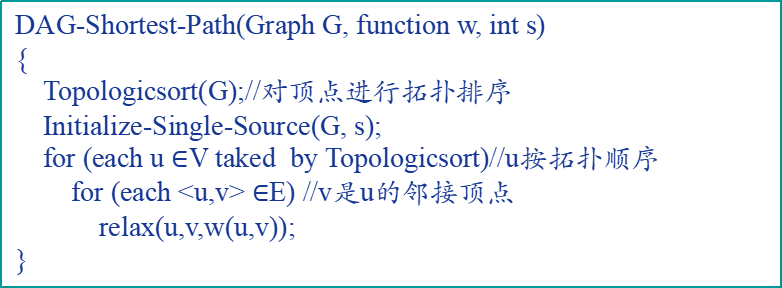 DAG-Shortest-Path(Graph G, function w, int s)
{
Topologicsort(G);//对顶点进行拓扑排序
Initialize-Single-Source(G, s);
for (each u ∈V taked by Topologicsort)//u按拓扑顺序
for (each <u,v> ∈E) //v是u的邻接顶点
relax(u,v,w(u,v));
}